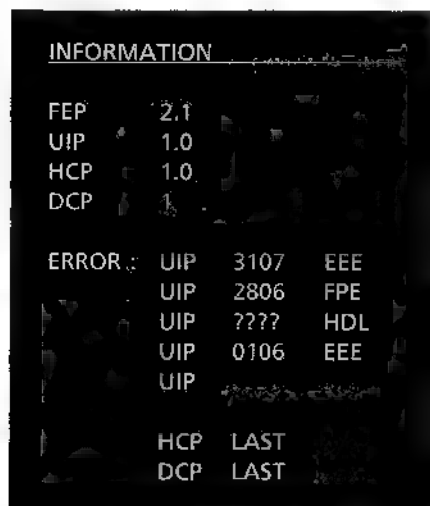 INFORMATION
FEP 2.1
UIP 1.0
HCP 1.0
DCP 1
ERROR : UIP 3107 EEE
UIP 2806 FPE
UIP ???? HDL
UIP 0106 EEE
UIP
HCP LAST
DCP LAST